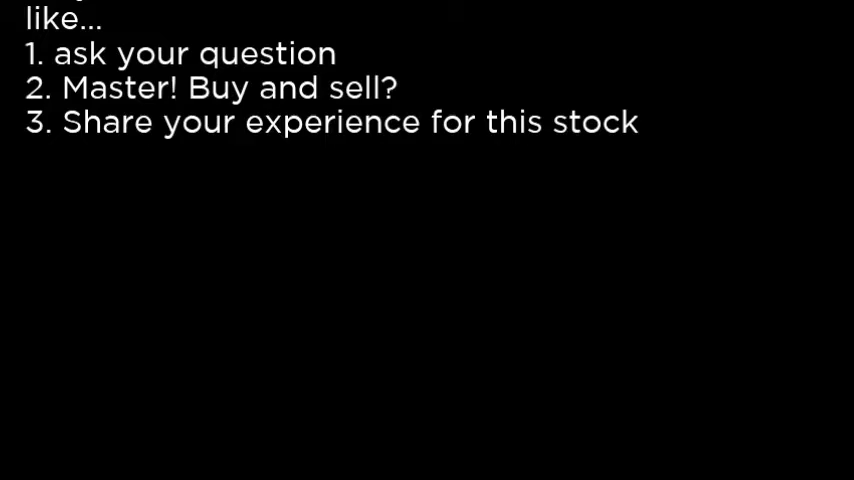 like...
1. ask your question
2. Master! Buy and sell?
3. Share your experience for this stock